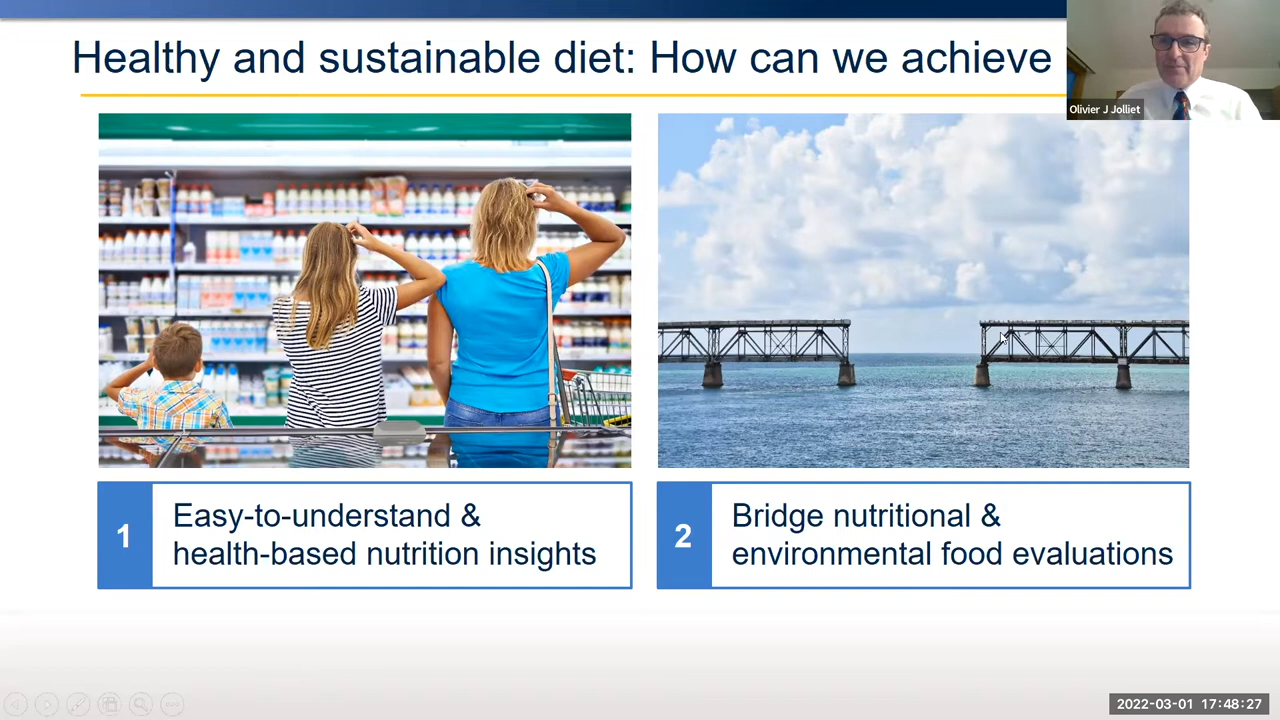 Healthy and sustainable diet: How can we achieve
Olivier J Jolliet
1
Easy-to-understand &
health-based nutrition insights
2
Bridge nutritional &
environmental food evaluations
2022-03-01 17:48:27